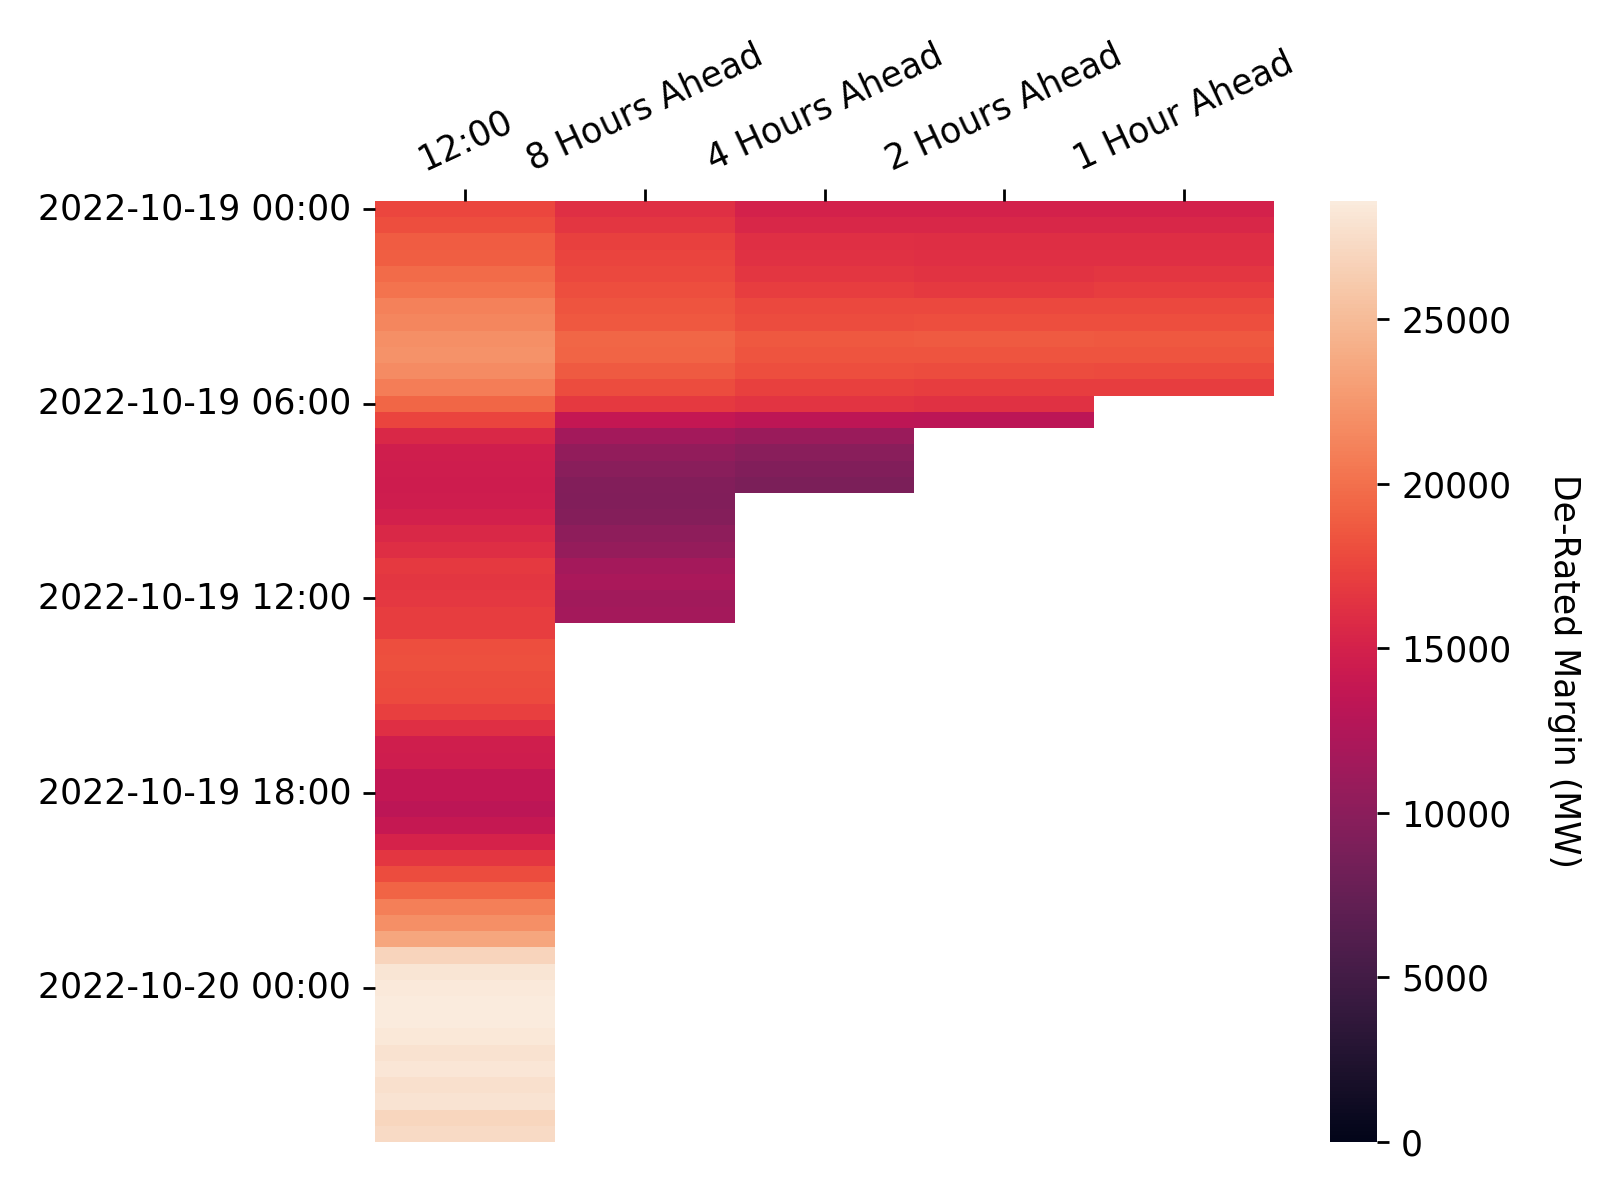 12:00
8 Hours Ahead
4 Hours Ahead
2 Hours Ahead
1 Hour Ahead
2022-10-19 00:00
2022-10-19 06:00
2022-10-19 12:00
2022-10-19 18:00
2022-10-20 00:00
25000
20000
15000
10000
5000
0
De-Rated Margin (MW)